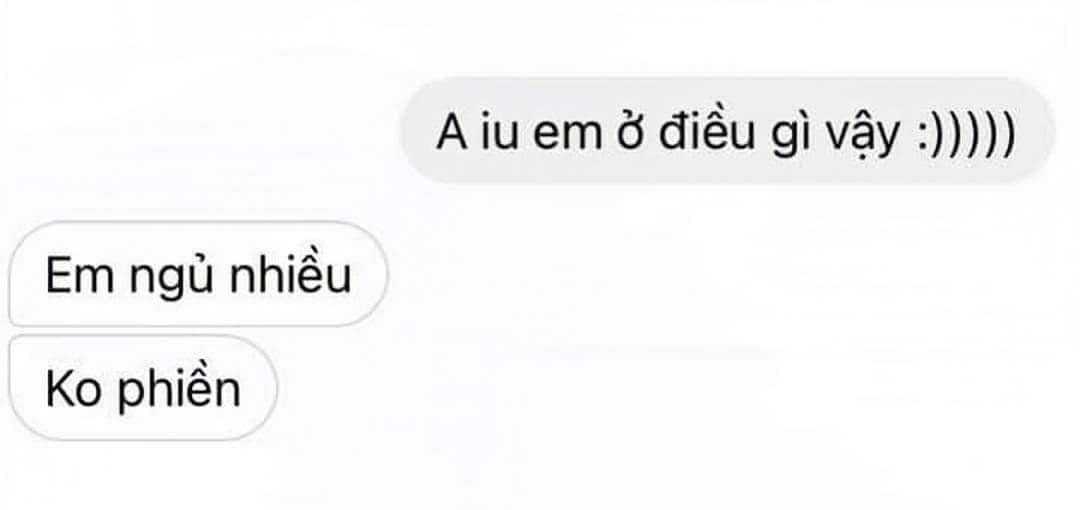 A iu em ở điều gì vậy :)))))
Em ngủ nhiều
Ko phiền